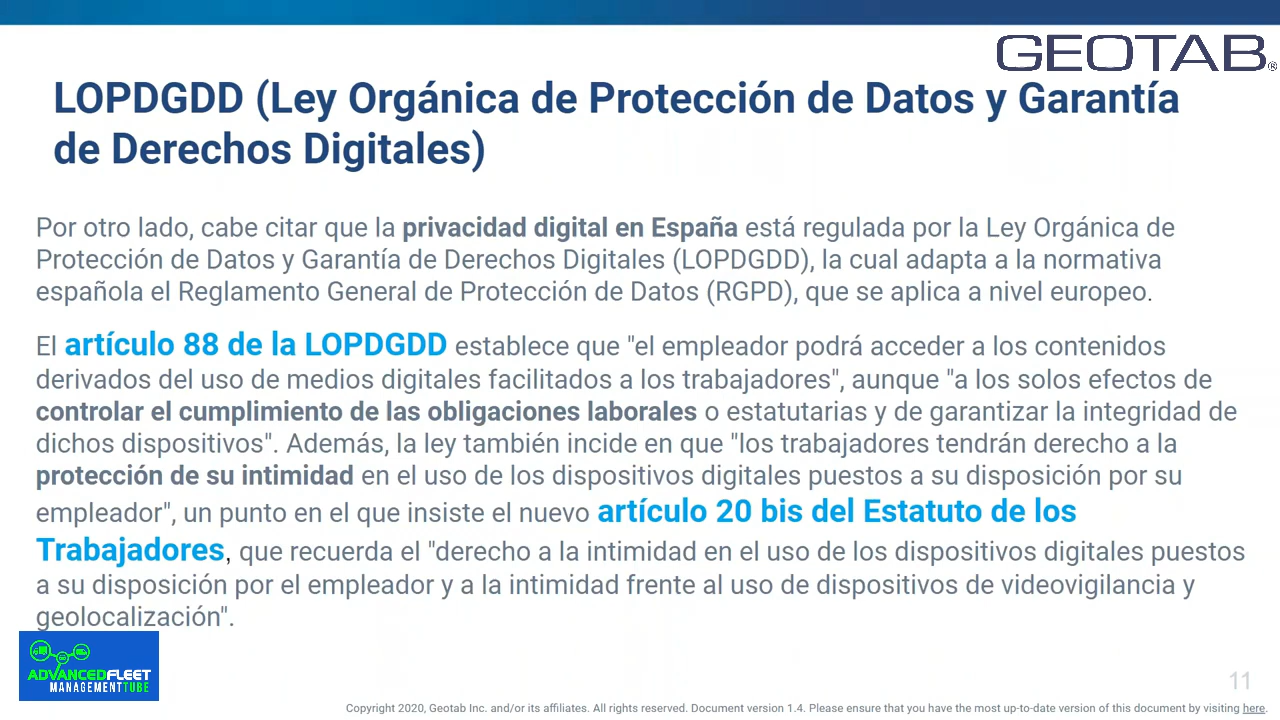 GEOTAB®
LOPDGDD (Ley Orgánica de Protección de Datos y Garantía
de Derechos Digitales)
Por otro lado, cabe citar que la privacidad digital en España está regulada por la Ley Orgánica de
Protección de Datos y Garantía de Derechos Digitales (LOPDGDD), la cual adapta a la normativa
española el Reglamento General de Protección de Datos (RGPD), que se aplica a nivel europeo.
El artículo 88 de la LOPDGDD establece que "el empleador podrá acceder a los contenidos
derivados del uso de medios digitales facilitados a los trabajadores", aunque "a los solos efectos de
controlar el cumplimiento de las obligaciones laborales o estatutarias y de garantizar la integridad de
dichos dispositivos". Además, la ley también incide en que "los trabajadores tendrán derecho a la
protección de su intimidad en el uso de los dispositivos digitales puestos a su disposición por su
empleador", un punto en el que insiste el nuevo artículo 20 bis del Estatuto de los
Trabajadores, que recuerda el "derecho a la intimidad en el uso de los dispositivos digitales puestos
a su disposición por el empleador y a la intimidad frente al uso de dispositivos de videovigilancia y
geolocalización".
ADVANCEDFLEET
MANAGEMENTTUBE
11
Copyright 2020, Geotab Inc. and/or its affiliates. All rights reserved. Document version 1.4. Please ensure that you have the most up-to-date version of this document by visiting here.